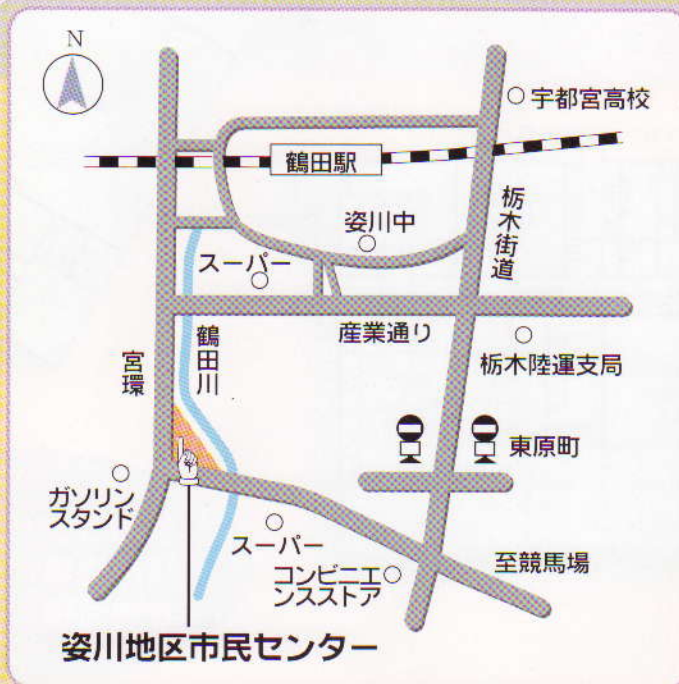 N
宇都宮高校
鶴田駅
栃木街道
姿川中
スーパー
産業通り
鶴田川
宮環
栃木陸運支局
東原町
ガソリン
スタンド
スーパー
至競馬場
コンビニエ
ンスストア
姿川地区市民センター